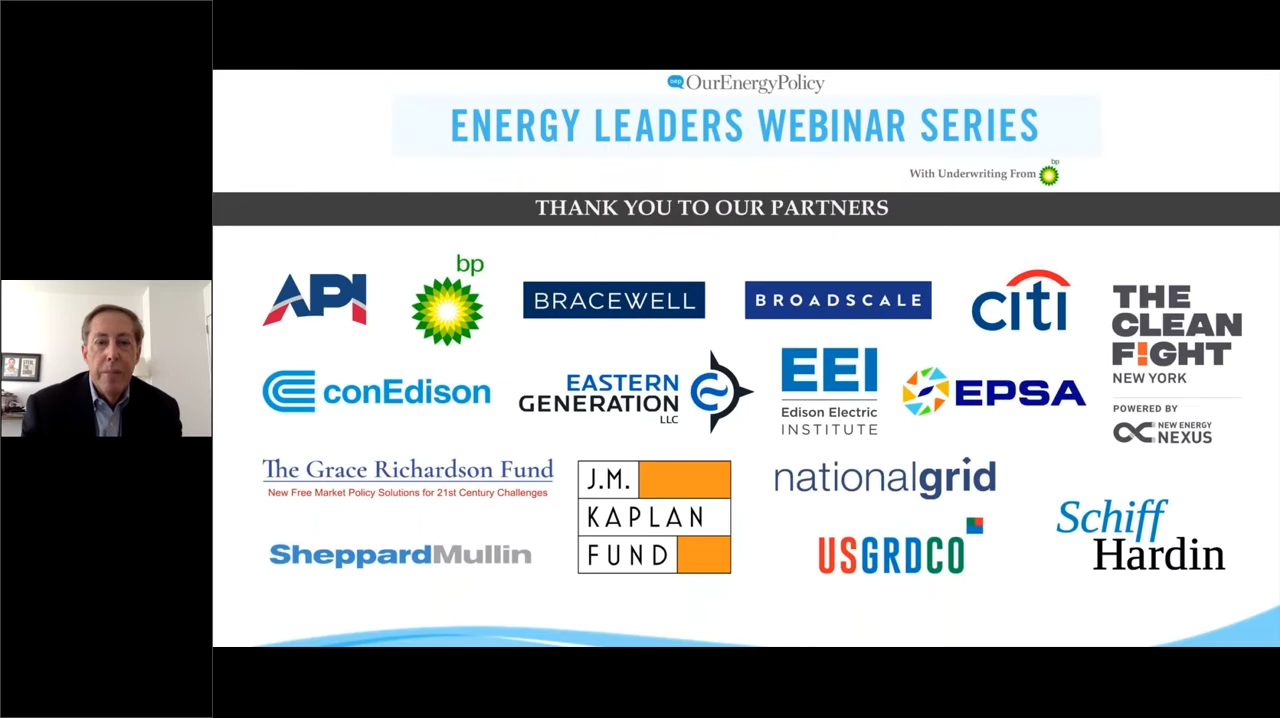 oep OurEnergyPolicy
ENERGY LEADERS WEBINAR SERIES
With Underwriting From bp
THANK YOU TO OUR PARTNERS
API
bp
BRACEWELL
BROADSCALE
citi
THE
CLEAN
F!GHT
NEW YORK
POWERED BY
NEW ENERGY
NEXUS
conEdison
EASTERN
GENERATION
LLC
EEI
Edison Electric
INSTITUTE
EPSA
The Grace Richardson Fund
New Free Market Policy Solutions for 21st Century Challenges
J.M.
KAPLAN
FUND
nationalgrid
Schiff
Hardin
SheppardMullin
USGRDCO